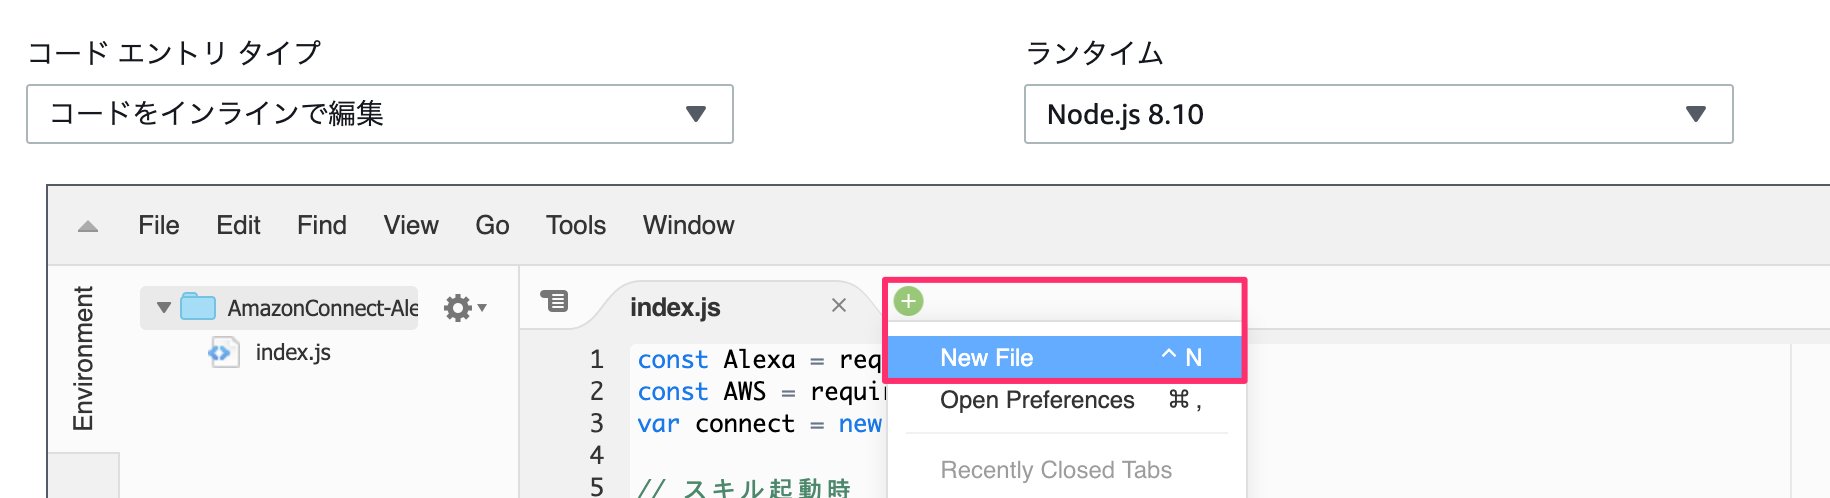 コード エントリ タイプ
ランタイム
コードをインラインで編集
Node.js 8.10
File Edit Find View Go Tools Window
Environment
AmazonConnect-Ale
index.js
index.js
New File ^ N
Open Preferences ⌘ ,
Recently Closed Tabs
1 const Alexa = req
2 const AWS = requir
3 var connect = new
4
5 // スキル起動時